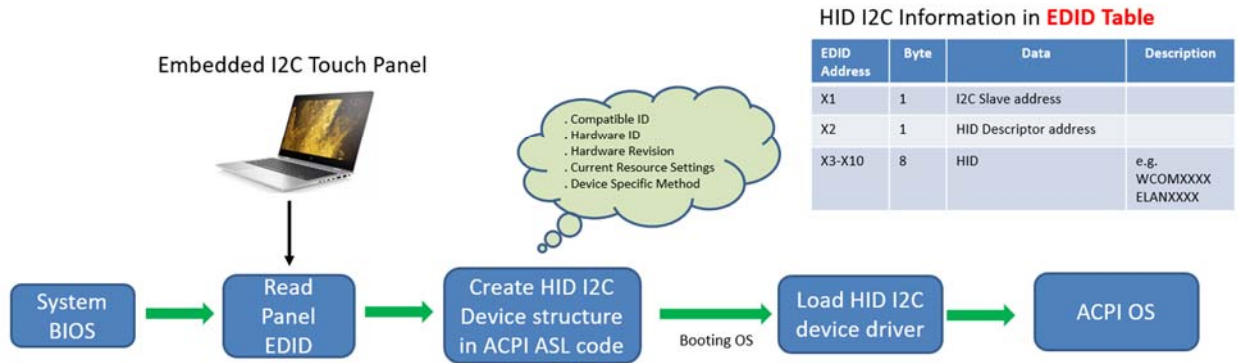 HID I2C Information in EDID Table
EDID Address Byte Data Description
X1 1 I2C Slave address
X2 1 HID Descriptor address
X3-X10 8 HID e.g.
WCOMXXXX
ELANXXXX
Embedded I2C Touch Panel
. Compatible ID
. Hardware ID
. Hardware Revision
. Current Resource Settings
. Device Specific Method
System
BIOS
Read
Panel
EDID
Create HID I2C
Device structure
in ACPI ASL code
Booting OS
Load HID I2C
device driver
ACPI OS